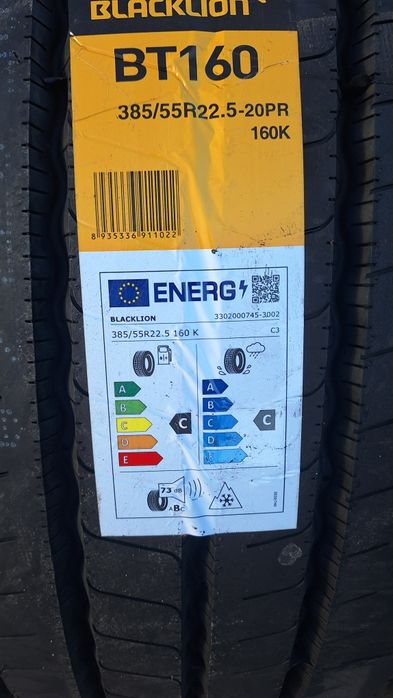 BLACKLION
BT160
385/55R22.5-20PR
160K
8 935336 911022
ENERG
BLACKLION 3302000745-3002
385/55R22.5 160 K C3
A A
B B
C C C C
D D
E
73 dB
ABC